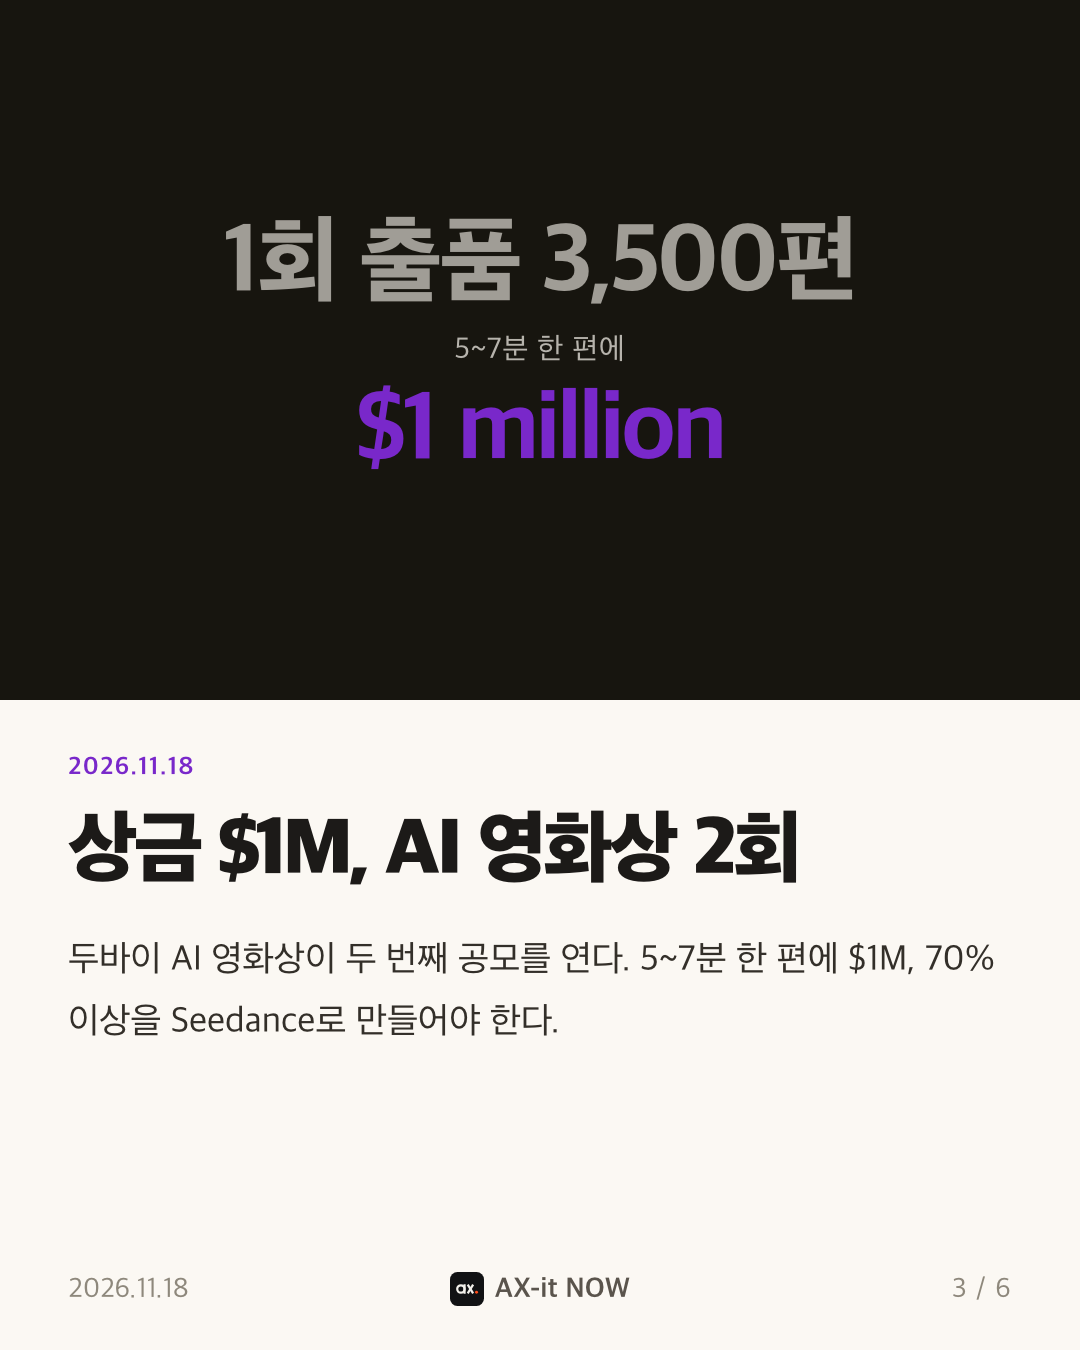 1회 출품 3,500편
5~7분 한 편에
$1 million
2026.11.18
상금 $1M, AI 영화상 2회
두바이 AI 영화상이 두 번째 공모를 연다. 5~7분 한 편에 $1M, 70%
이상을 Seedance로 만들어야 한다.
2026.11.18
ax. AX-it NOW
3 / 6